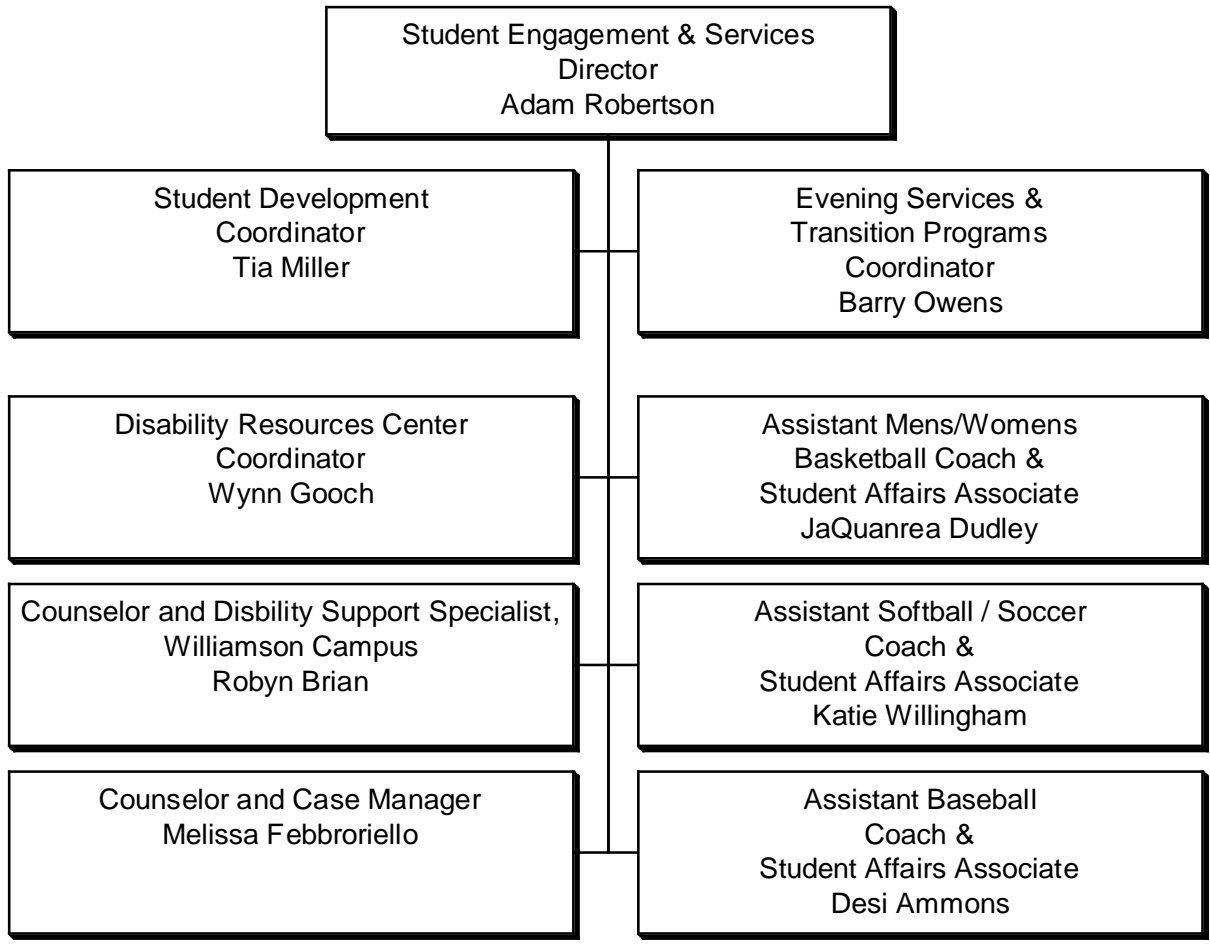 Student Engagement & Services
Director
Adam Robertson
Student Development
Coordinator
Tia Miller
Evening Services &
Transition Programs
Coordinator
Barry Owens
Disability Resources Center
Coordinator
Wynn Gooch
Assistant Mens/Womens
Basketball Coach &
Student Affairs Associate
JaQuanrea Dudley
Counselor and Disbility Support Specialist,
Williamson Campus
Robyn Brian
Assistant Softball / Soccer
Coach &
Student Affairs Associate
Katie Willingham
Counselor and Case Manager
Melissa Febbroriello
Assistant Baseball
Coach &
Student Affairs Associate
Desi Ammons